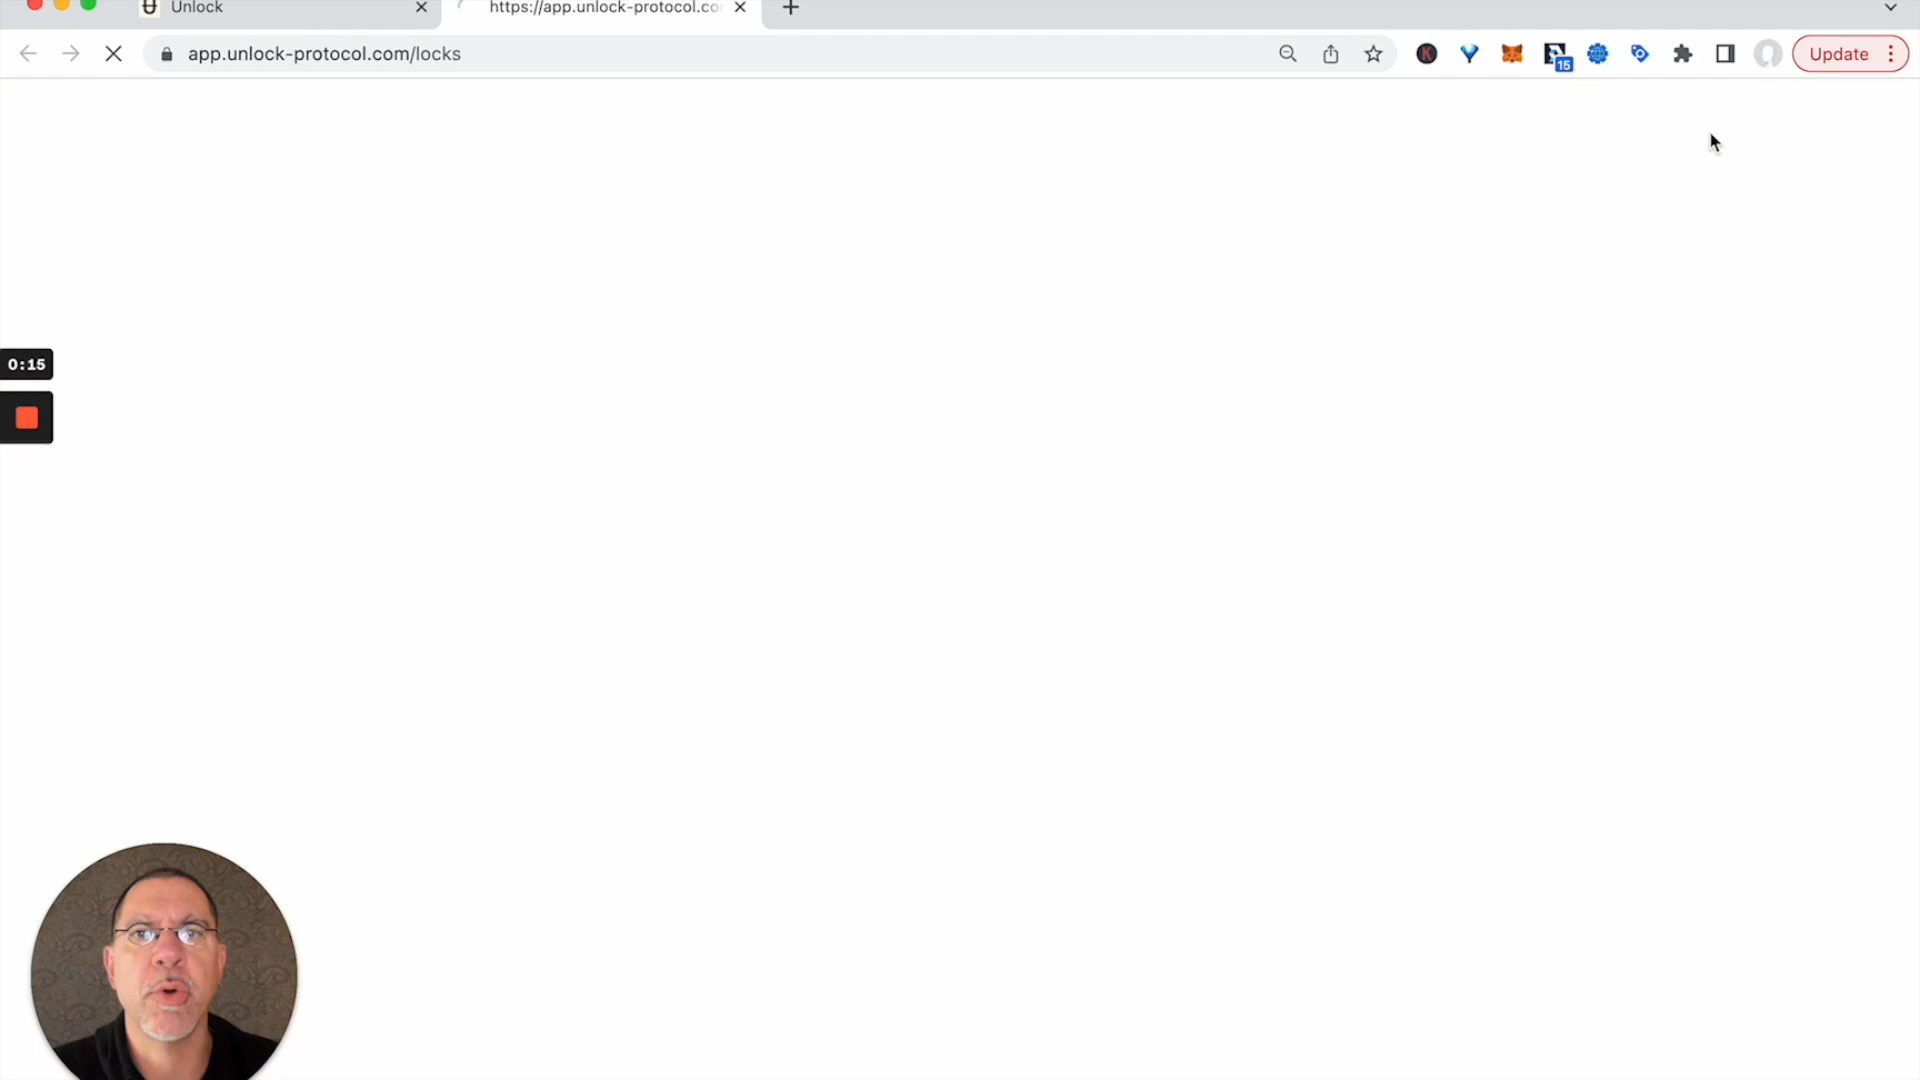 Unlock
https://app.unlock-protocol.co
app.unlock-protocol.com/locks
15
Update
0:15